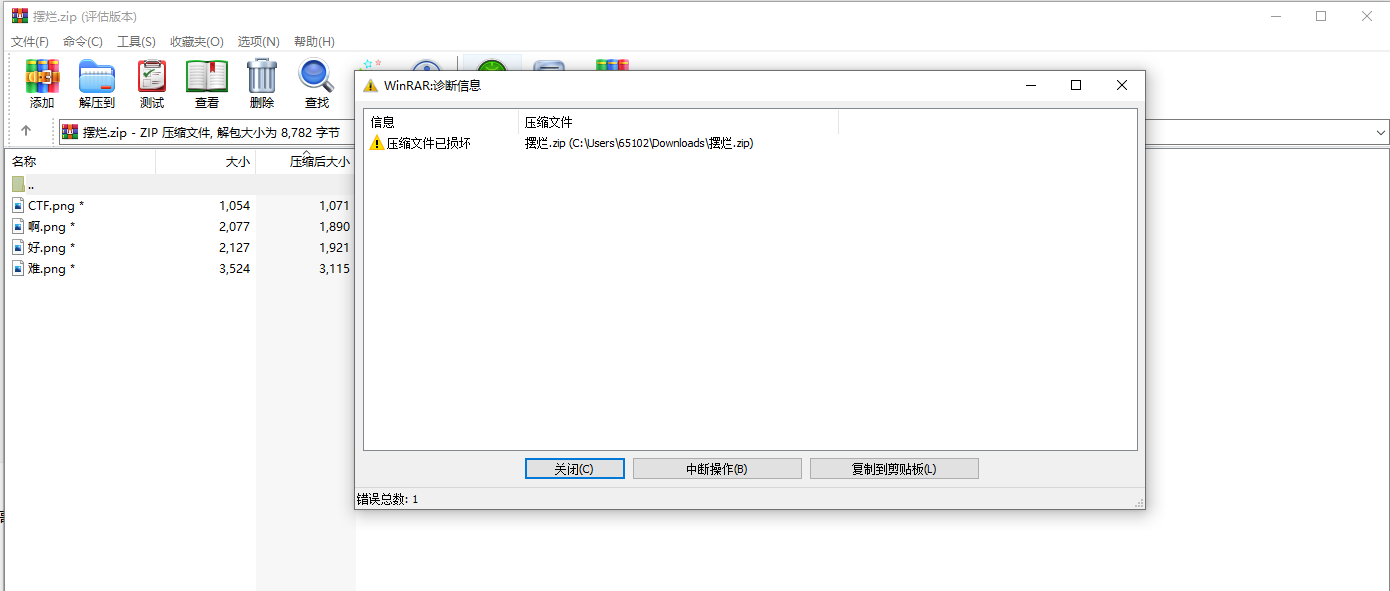 摆烂.zip (评估版本)
文件(F) 命令(C) 工具(S) 收藏夹(O) 选项(N) 帮助(H)
添加 解压到 测试 查看 删除 查找
摆烂.zip - ZIP 压缩文件, 解包大小为 8,782 字节
名称 大小 压缩后大小
..
CTF.png * 1,054 1,071
啊.png * 2,077 1,890
好.png * 2,127 1,921
难.png * 3,524 3,115
WinRAR:诊断信息
信息 压缩文件
压缩文件已损坏 摆烂.zip (C:\Users\65102\Downloads\摆烂.zip)
关闭(C) 中断操作(B) 复制到剪贴板(L)
错误总数: 1